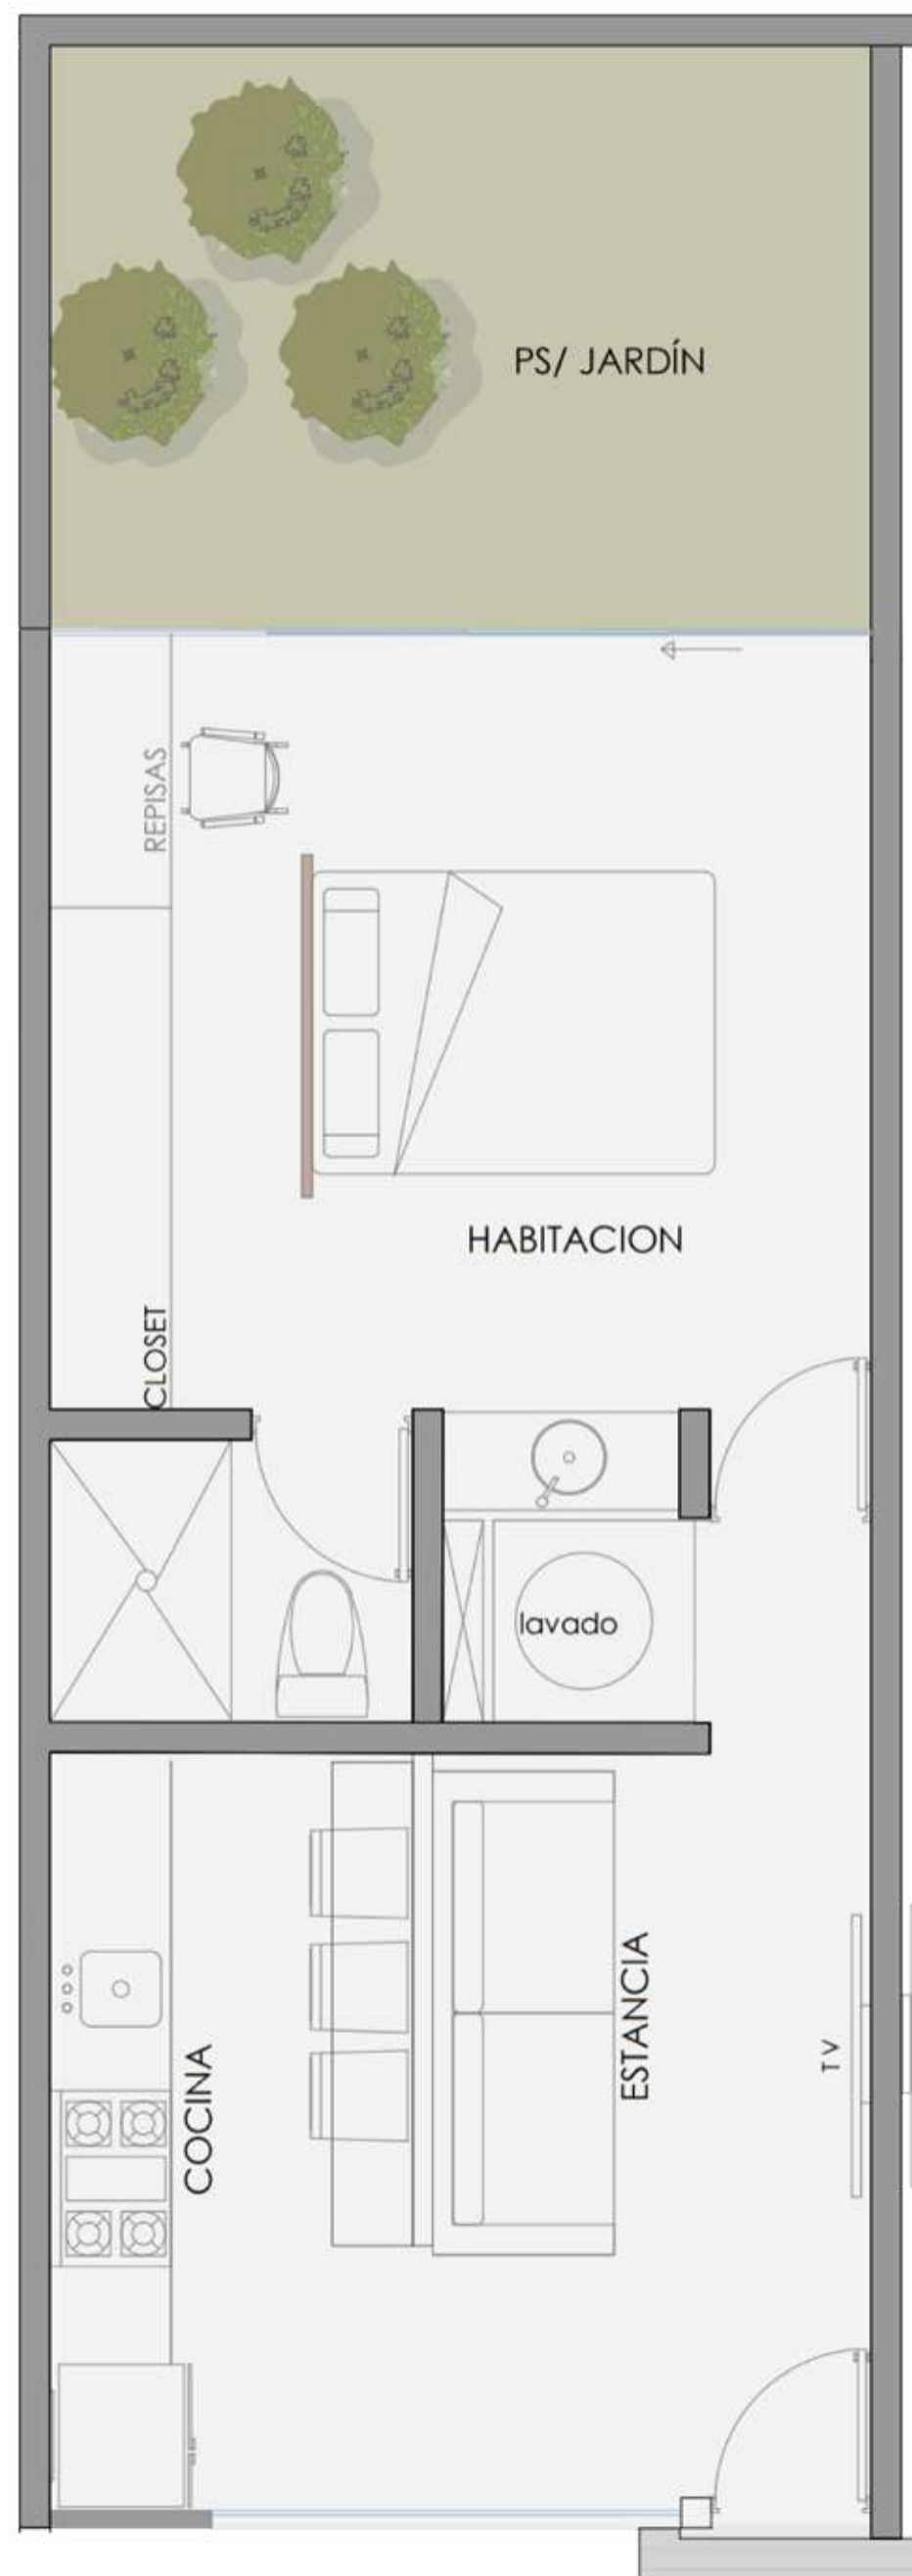 PS/ JARDÍN
REPISAS
HABITACION
CLOSET
lavado
ESTANCIA
TV
COCINA